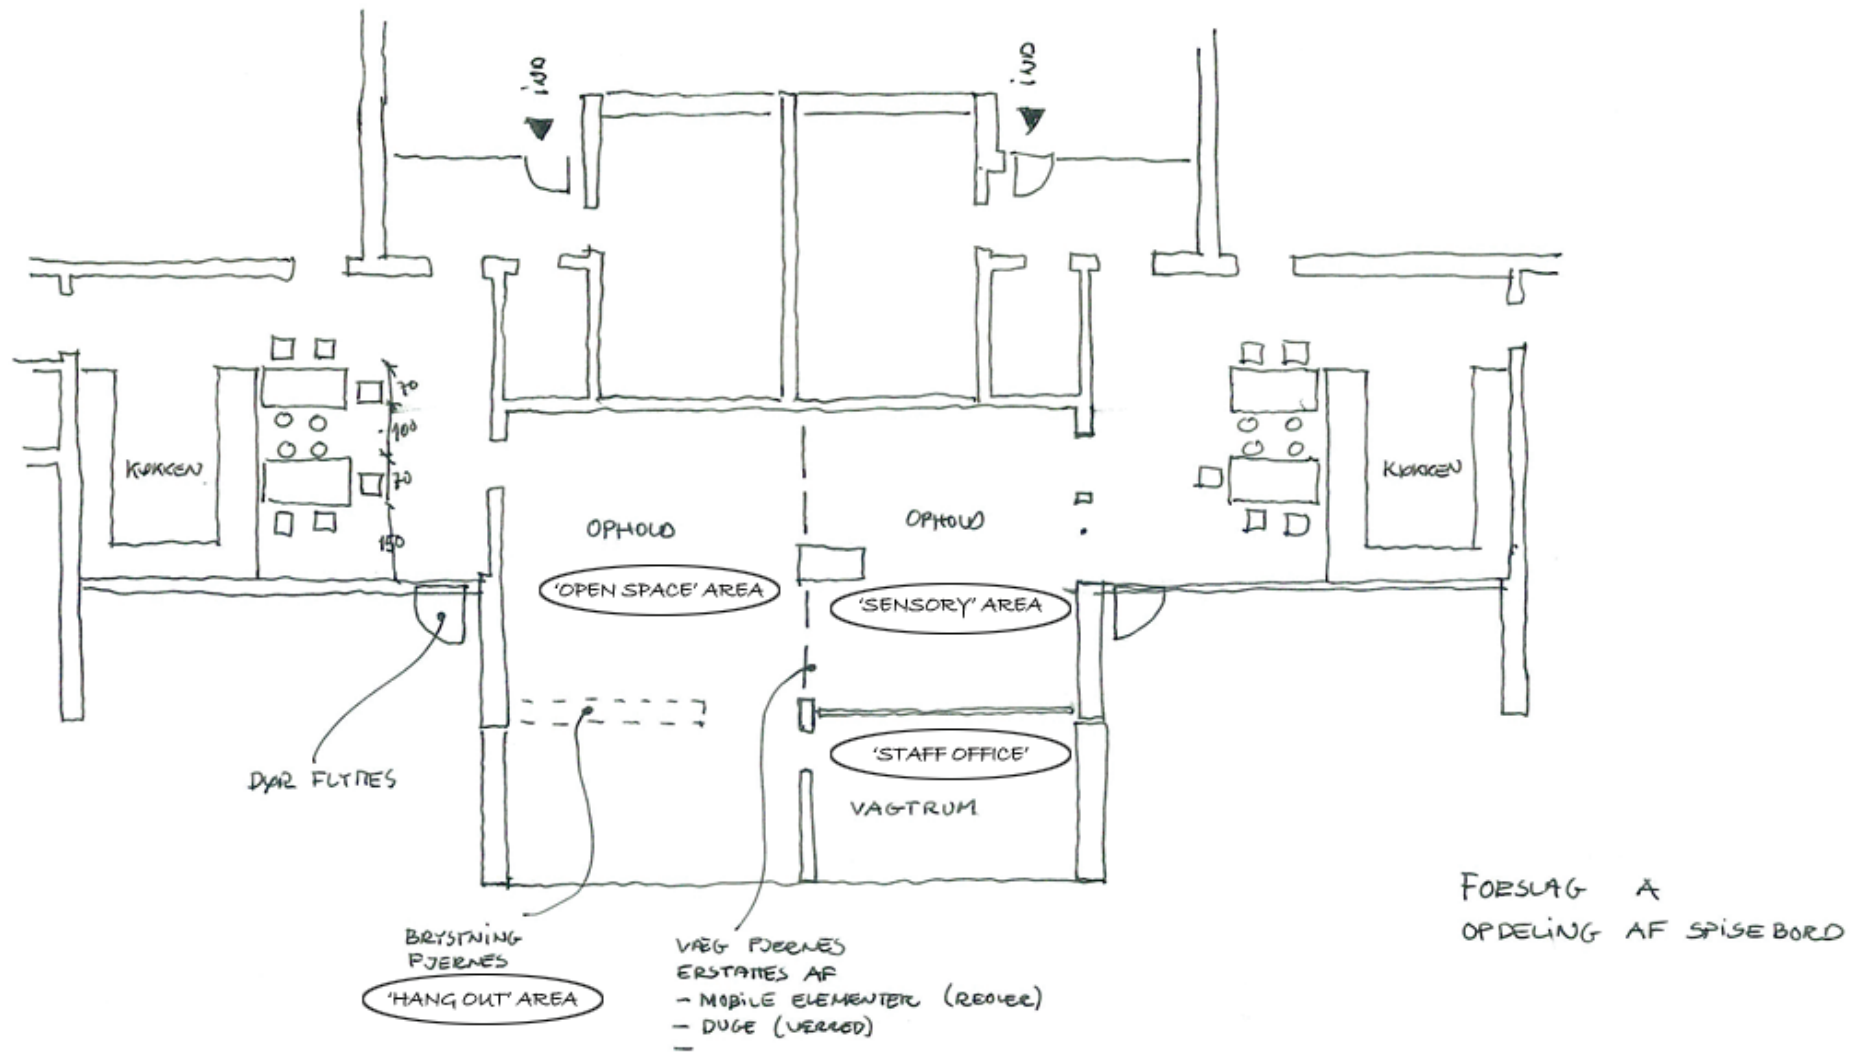 IND
IND
70
100
70
150
KØKKEN
KØKKEN
OPHOLD
OPHOLD
'OPEN SPACE' AREA
'SENSORY' AREA
'STAFF OFFICE'
VAGTRUM
DØR FLYTTES
BRYSTNING
FJERNES
'HANG OUT' AREA
VÆG FJERNES
ERSTATTES AF
- MOBILE ELEMENTER (REOLER)
- DUGE
-
FORSLAG A
OPDELING AF SPISEBORD